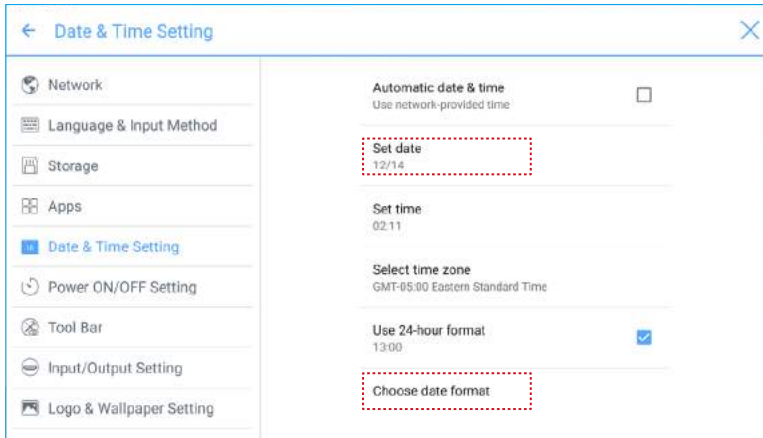 Date & Time Setting
Network
Language & Input Method
Storage
Apps
Date & Time Setting
Power ON/OFF Setting
Tool Bar
Input/Output Setting
Logo & Wallpaper Setting
Automatic date & time
Use network-provided time
Set date
12/14
Set time
02:11
Select time zone
GMT-05:00 Eastern Standard Time
Use 24-hour format
13:00
Choose date format